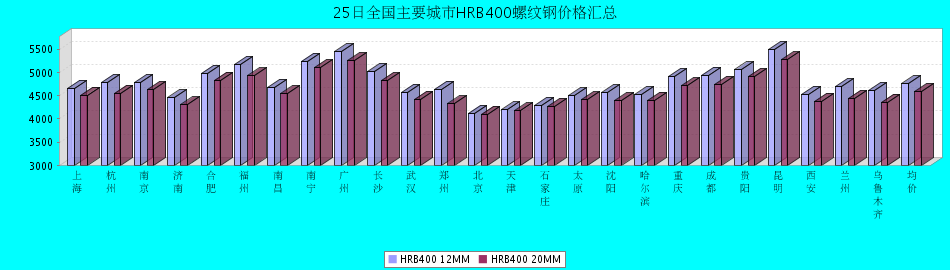 25日全国主要城市HRB400螺纹钢价格汇总
5500
5000
4500
4000
3500
3000
上海
杭州
南京
济南
合肥
福州
南昌
南宁
广州
长沙
武汉
郑州
北京
天津
石家庄
太原
沈阳
哈尔滨
重庆
成都
贵阳
昆明
西安
兰州
乌鲁木齐
均价
HRB400 12MM
HRB400 20MM